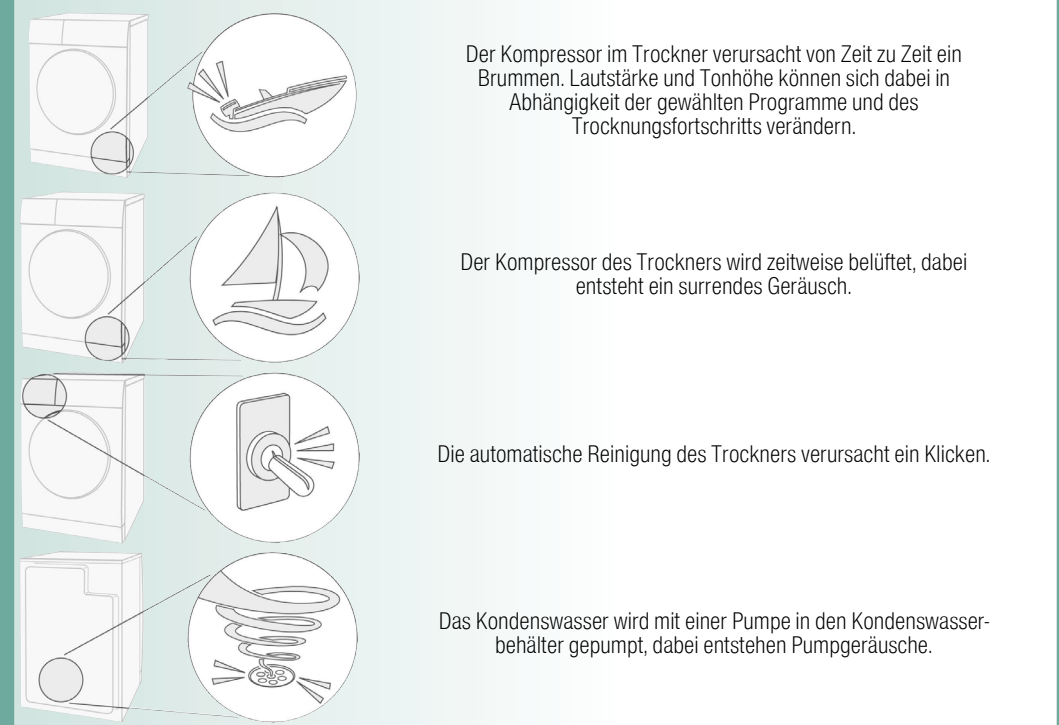 Der Kompressor im Trockner verursacht von Zeit zu Zeit ein
Brummen. Lautstärke und Tonhöhe können sich dabei in
Abhängigkeit der gewählten Programme und des
Trocknungsfortschritts verändern.
Der Kompressor des Trockners wird zeitweise belüftet, dabei
entsteht ein surrendes Geräusch.
Die automatische Reinigung des Trockners verursacht ein Klicken.
Das Kondenswasser wird mit einer Pumpe in den Kondenswasser-
behälter gepumpt, dabei entstehen Pumpgeräusche.